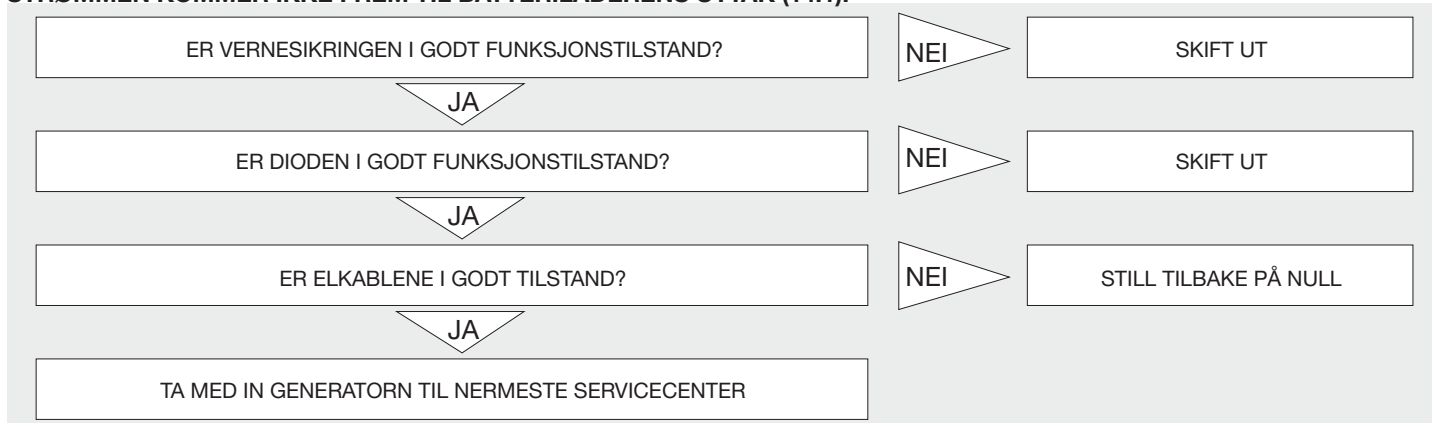 ER VERNESIKRINGEN I GODT FUNKSJONSTILSTAND?
NEI
SKIFT UT
JA
ER DIODEN I GODT FUNKSJONSTILSTAND?
NEI
SKIFT UT
JA
ER ELKABLENE I GODT TILSTAND?
NEI
STILL TILBAKE PÅ NULL
JA
TA MED IN GENERATORN TIL NERMESTE SERVICECENTER